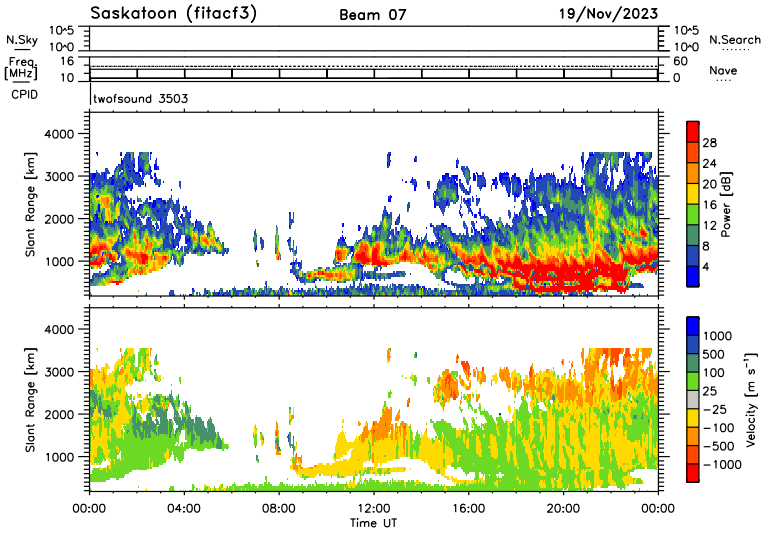 Saskatoon (fitacf3) Beam 07 19/Nov/2023
N.Sky 10^5 10^5 N.Search
10^0 10^0
Freq. 16 60
[MHz] 10 0 Nave
CPID twofsound 3503
Slant Range [km]
4000
3000
2000
1000
28
24
20
16
12
8
4
Power [dB]
Slant Range [km]
4000
3000
2000
1000
1000
500
100
25
-25
-100
-500
-1000
Velocity [m s⁻¹]
00:00 04:00 08:00 12:00 16:00 20:00 00:00
Time UT